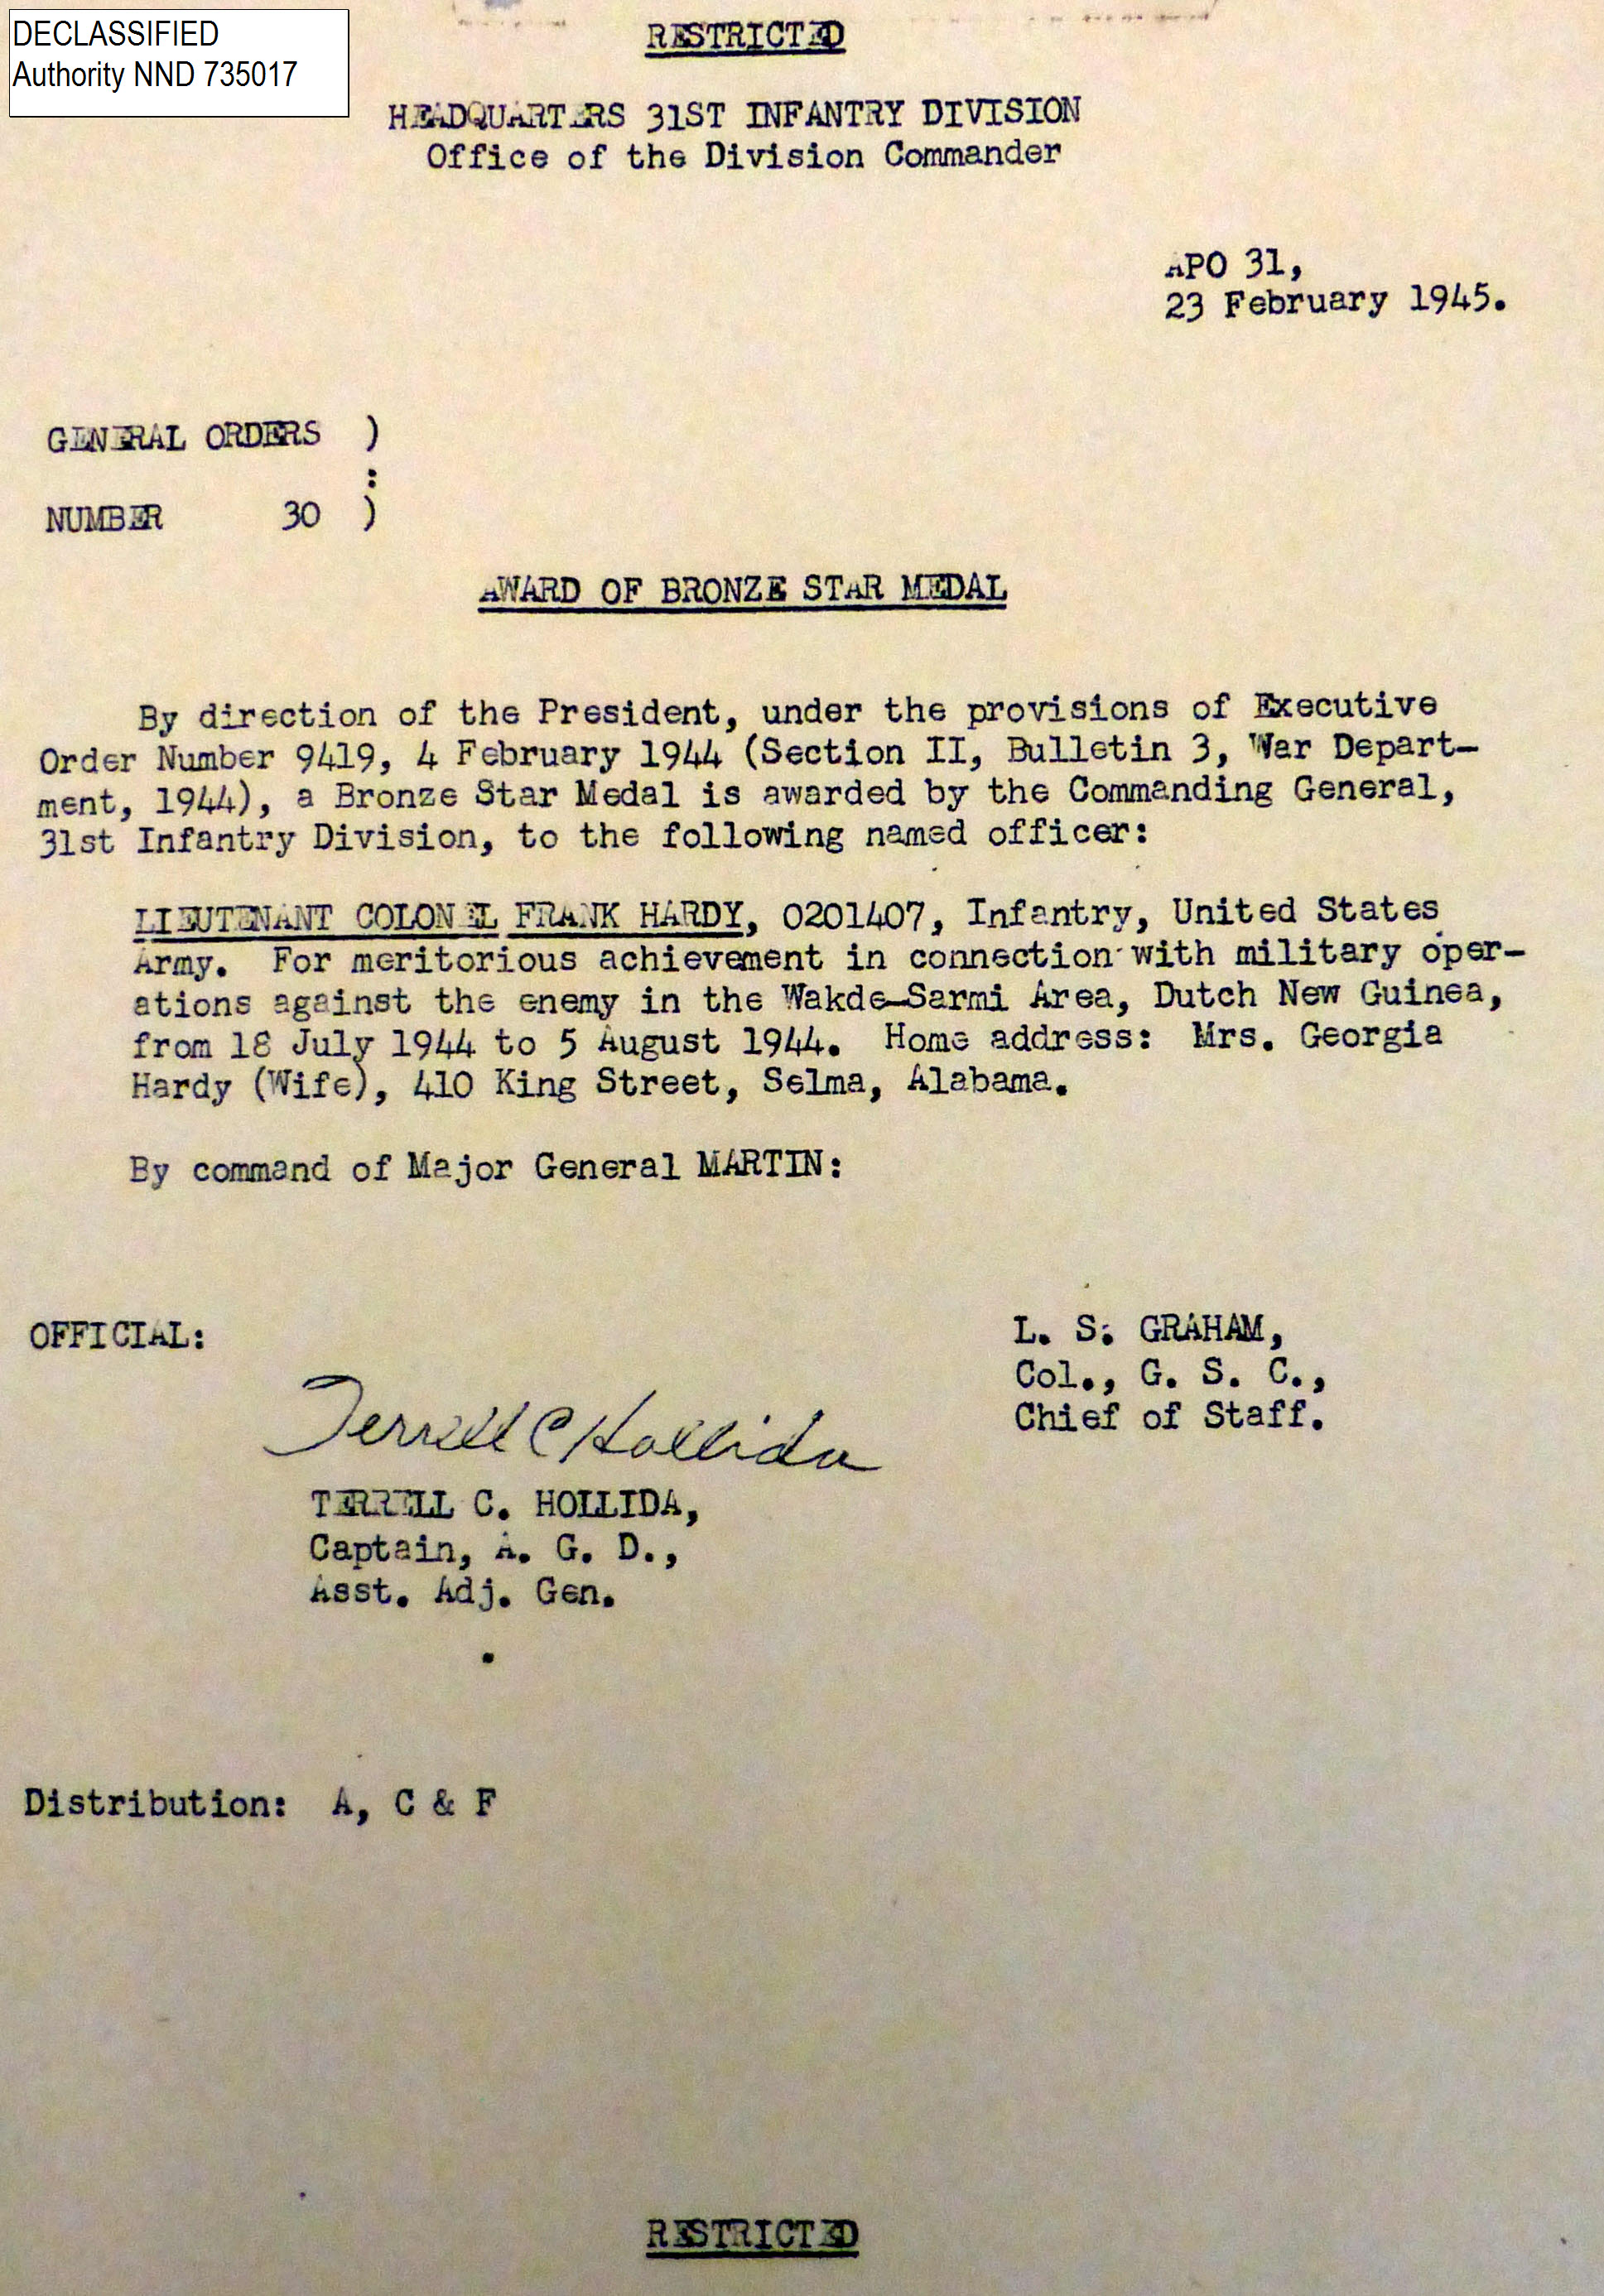 DECLASSIFIED
Authority NND 735017
RESTRICTED
HEADQUARTERS 31ST INFANTRY DIVISION
Office of the Division Commander
APO 31,
23 February 1945.
GENERAL ORDERS )
:
NUMBER 30 )
AWARD OF BRONZE STAR MEDAL
By direction of the President, under the provisions of Executive
Order Number 9419, 4 February 1944 (Section II, Bulletin 3, War Depart-
ment, 1944), a Bronze Star Medal is awarded by the Commanding General,
31st Infantry Division, to the following named officer:
LIEUTENANT COLONEL FRANK HARDY, 0201407, Infantry, United States
Army. For meritorious achievement in connection with military oper-
ations against the enemy in the Wakde-Sarmi Area, Dutch New Guinea,
from 18 July 1944 to 5 August 1944. Home address: Mrs. Georgia
Hardy (Wife), 410 King Street, Selma, Alabama.
By command of Major General MARTIN:
OFFICIAL:
L. S. GRAHAM,
Col., G. S. C.,
Chief of Staff.
Terrell C Hollida
TERRELL C. HOLLIDA,
Captain, A. G. D.,
Asst. Adj. Gen.
Distribution: A, C & F
RESTRICTED